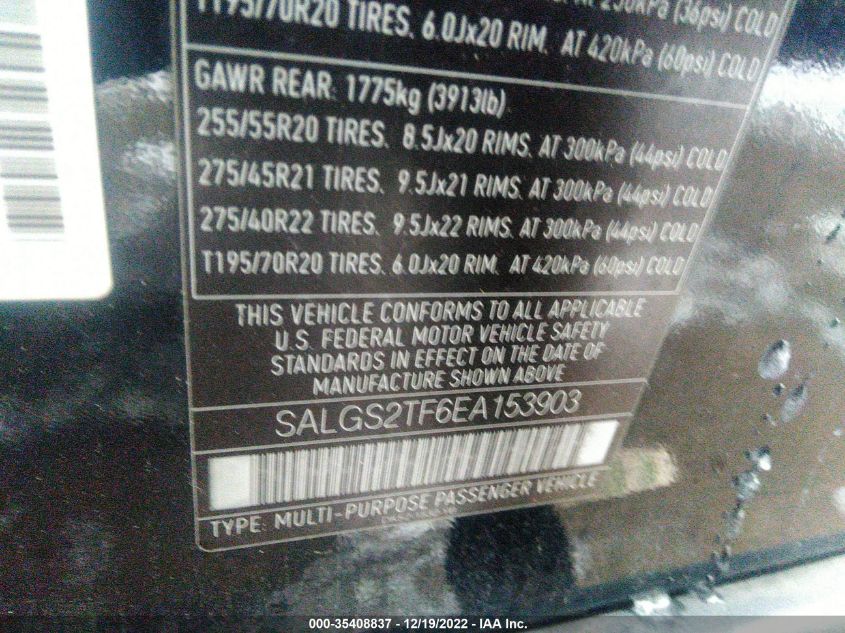 AT 250kPa (36psi) COLD
T195/70R20 TIRES. 6.0Jx20 RIM. AT 420kPa (60psi) COLD
GAWR REAR: 1775kg (3913lb).
255/55R20 TIRES. 8.5Jx20 RIMS. AT 300kPa (44psi) COLD
275/45R21 TIRES. 9.5Jx21 RIMS. AT 300kPa (44psi) COLD
275/40R22 TIRES. 9.5Jx22 RIMS. AT 300kPa (44psi) COLD
T195/70R20 TIRES. 6.0Jx20 RIM. AT 420kPa (60psi) COLD
THIS VEHICLE CONFORMS TO ALL APPLICABLE
U.S. FEDERAL MOTOR VEHICLE SAFETY
STANDARDS IN EFFECT ON THE DATE OF
MANUFACTURE SHOWN ABOVE
SALGS2TF6EA153903
TYPE: MULTI-PURPOSE PASSENGER VEHICLE
000-35408837 - 12/19/2022 - IAA Inc.